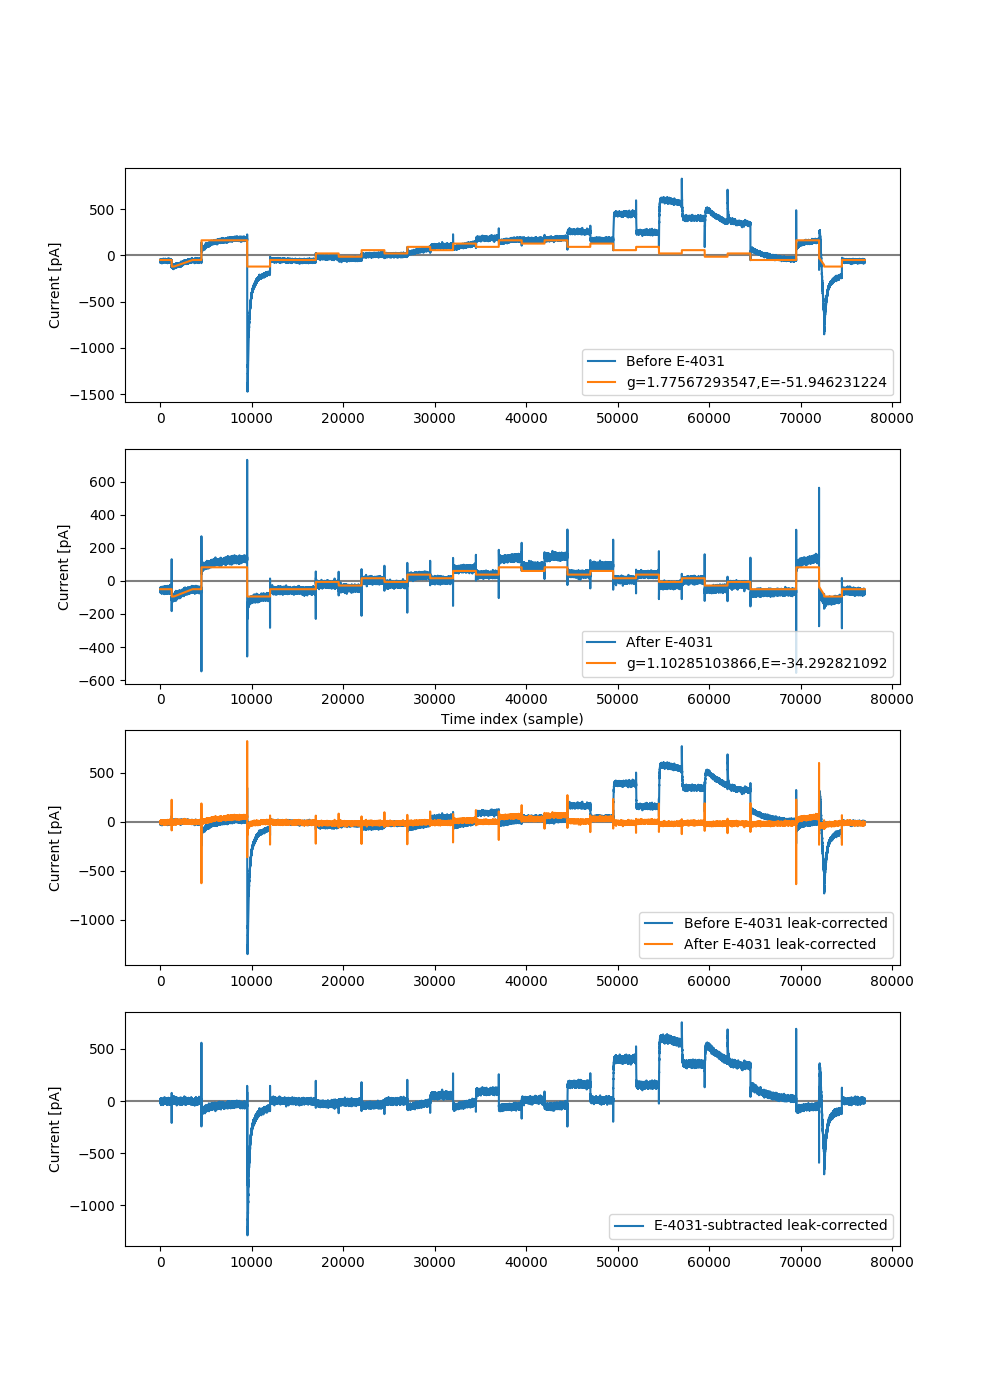 500
0
−500
−1000
−1500
Current [pA]
Before E-4031
g=1.77567293547,E=-51.946231224
0 10000 20000 30000 40000 50000 60000 70000 80000
600
400
200
0
−200
−400
−600
Current [pA]
After E-4031
g=1.10285103866,E=-34.292821092
0 10000 20000 30000 40000 50000 60000 70000 80000
Time index (sample)
500
0
−500
−1000
Current [pA]
Before E-4031 leak-corrected
After E-4031 leak-corrected
0 10000 20000 30000 40000 50000 60000 70000 80000
500
0
−500
−1000
Current [pA]
E-4031-subtracted leak-corrected
0 10000 20000 30000 40000 50000 60000 70000 80000